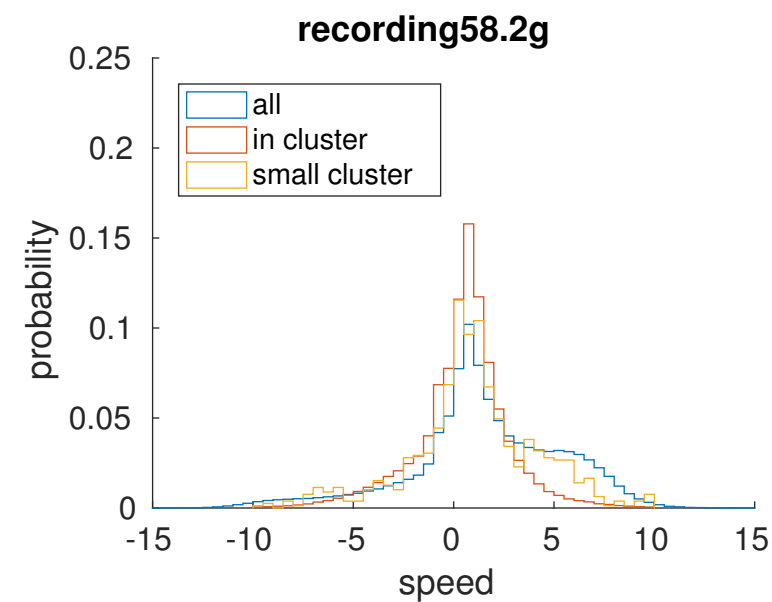 recording58.2g
0.25
0.2
0.15
0.1
0.05
0
probability
all
in cluster
small cluster
-15 -10 -5 0 5 10 15
speed